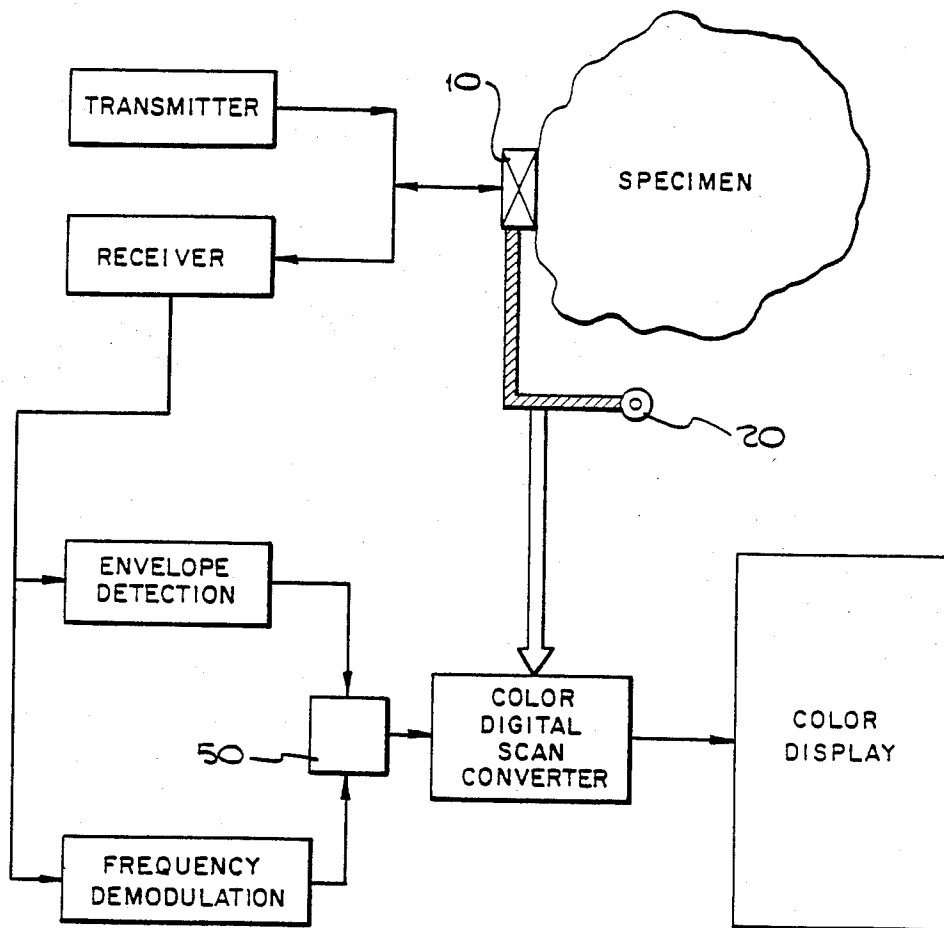 TRANSMITTER
10
SPECIMEN
RECEIVER
20
ENVELOPE
DETECTION
COLOR
DIGITAL
SCAN
CONVERTER
COLOR
DISPLAY
50
FREQUENCY
DEMODULATION